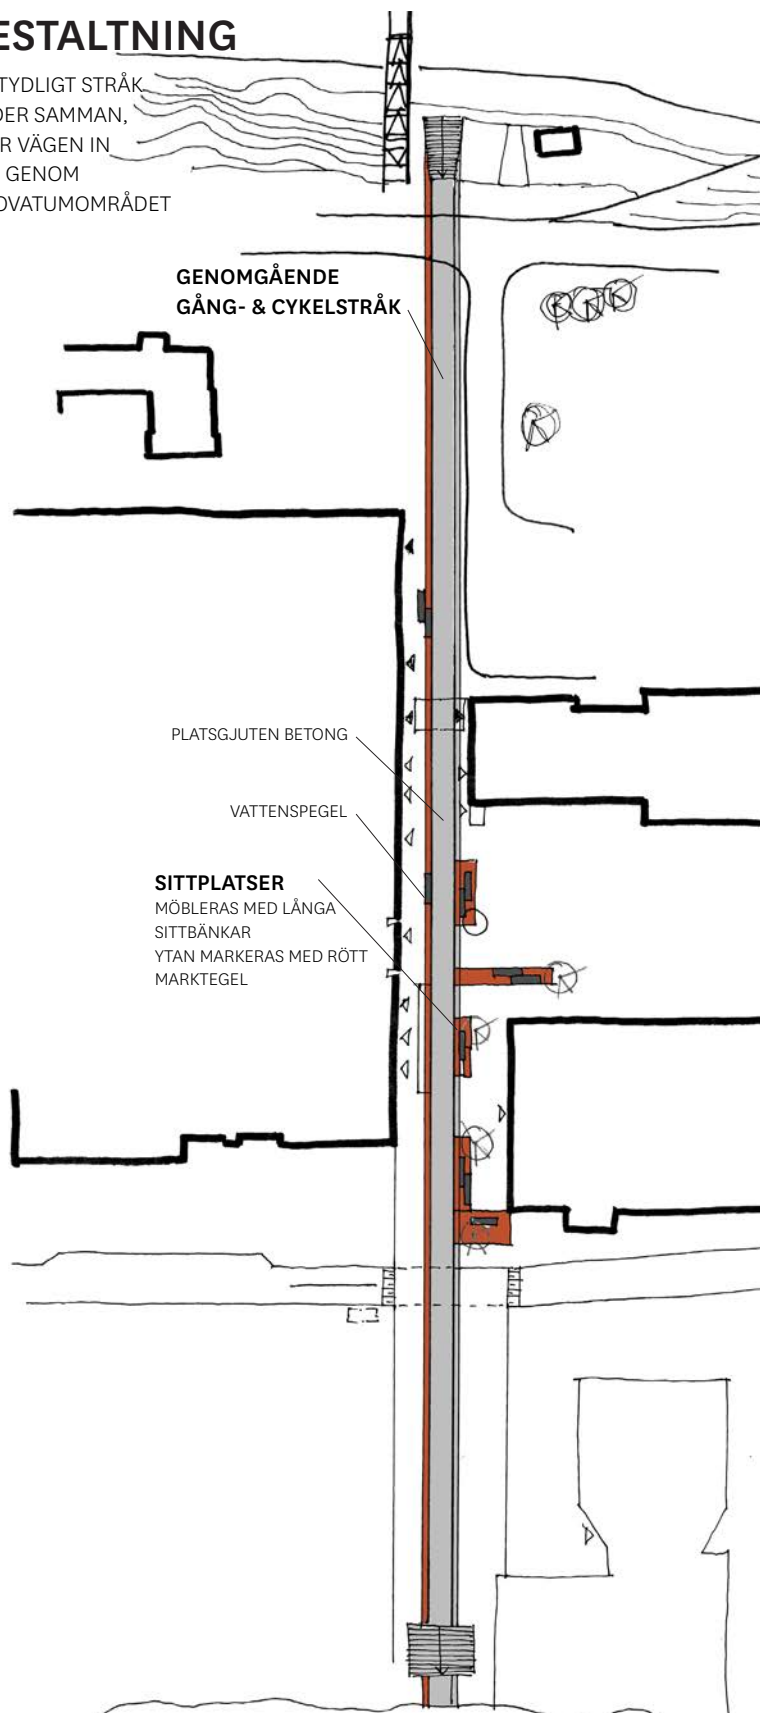 ESTALTNING
TYDLIGT STRÅK
DER SAMMAN,
R VÄGEN IN
GENOM
OVATUMOMRÅDET
GENOMGÅENDE
GÅNG- & CYKELSTRÅK
PLATSGJUTEN BETONG
VATTENSPEGEL
SITTPLATSER
MÖBLERAS MED LÅNGA
SITTBÄNKAR
YTAN MARKERAS MED RÖTT
MARKTEGEL